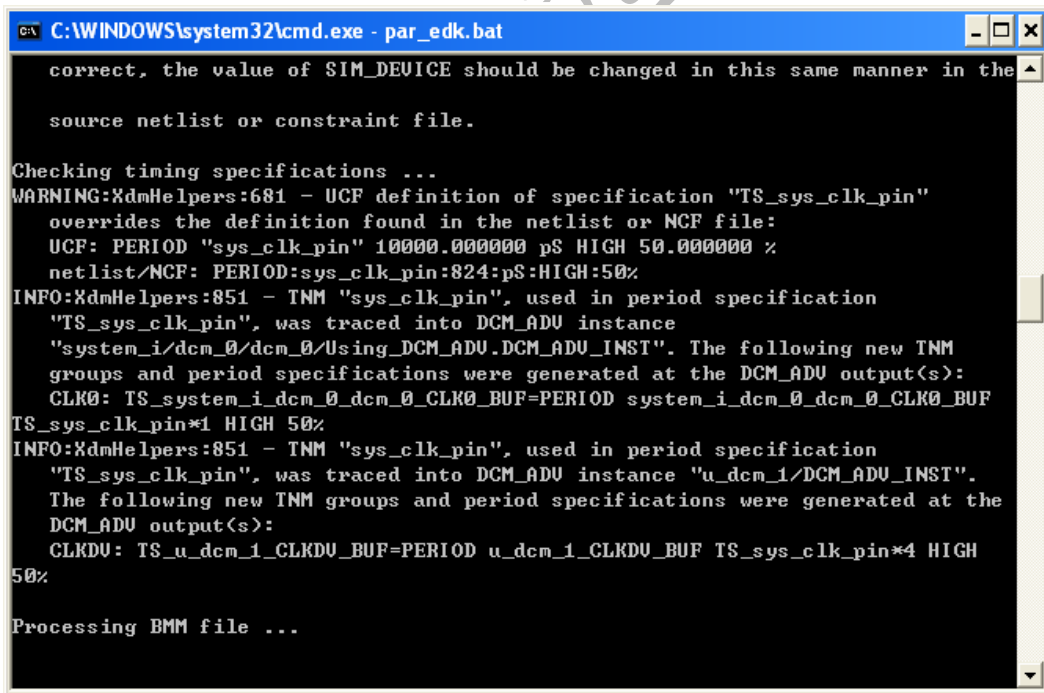 C:\WINDOWS\system32\cmd.exe - par_edk.bat
correct, the value of SIM_DEVICE should be changed in this same manner in the
source netlist or constraint file.
Checking timing specifications ...
WARNING:XdmHelpers:681 - UCF definition of specification "TS_sys_clk_pin"
overrides the definition found in the netlist or NCF file:
UCF: PERIOD "sys_clk_pin" 10000.000000 pS HIGH 50.000000 %
netlist/NCF: PERIOD:sys_clk_pin:824:pS:HIGH:50%
INFO:XdmHelpers:851 - TNM "sys_clk_pin", used in period specification
"TS_sys_clk_pin", was traced into DCM_ADV instance
"system_i/dcm_0/dcm_0/Using_DCM_ADV.DCM_ADV_INST". The following new TNM
groups and period specifications were generated at the DCM_ADV output(s):
CLK0: TS_system_i_dcm_0_dcm_0_CLK0_BUF=PERIOD system_i_dcm_0_dcm_0_CLK0_BUF
TS_sys_clk_pin*1 HIGH 50%
INFO:XdmHelpers:851 - TNM "sys_clk_pin", used in period specification
"TS_sys_clk_pin", was traced into DCM_ADV instance "u_dcm_1/DCM_ADV_INST".
The following new TNM groups and period specifications were generated at the
DCM_ADV output(s):
CLKDV: TS_u_dcm_1_CLKDV_BUF=PERIOD u_dcm_1_CLKDV_BUF TS_sys_clk_pin*4 HIGH
50%
Processing BMM file ...